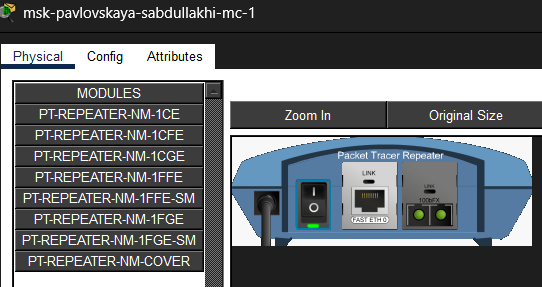 msk-pavlovskaya-sabdullakhi-mc-1
Physical Config Attributes
MODULES
PT-REPEATER-NM-1CE
PT-REPEATER-NM-1CFE
PT-REPEATER-NM-1CGE
PT-REPEATER-NM-1FFE
PT-REPEATER-NM-1FFE-SM
PT-REPEATER-NM-1FGE
PT-REPEATER-NM-1FGE-SM
PT-REPEATER-NM-COVER
Zoom In Original Size
Packet Tracer Repeater
LINK LINK
100bFX
FAST ETH 0